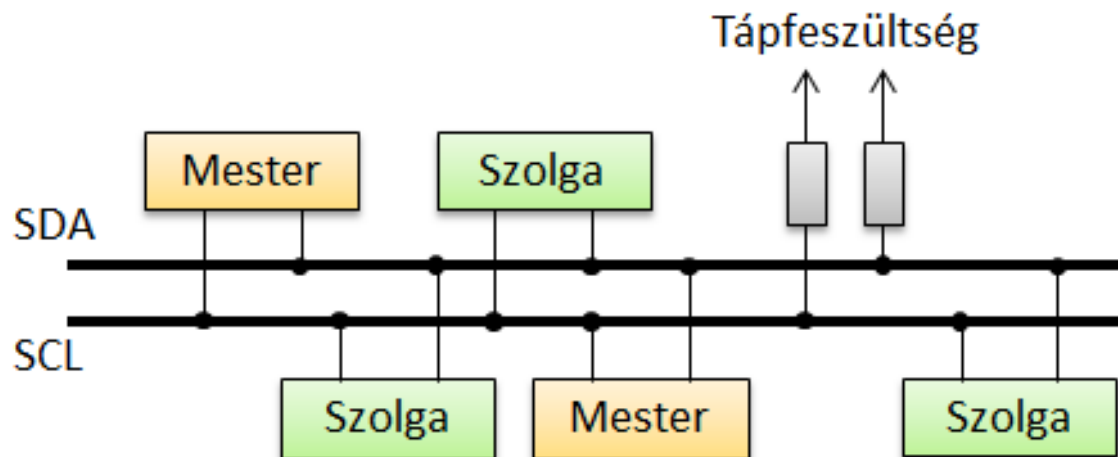 Tápfeszültség
Mester
Szolga
SDA
SCL
Szolga
Mester
Szolga